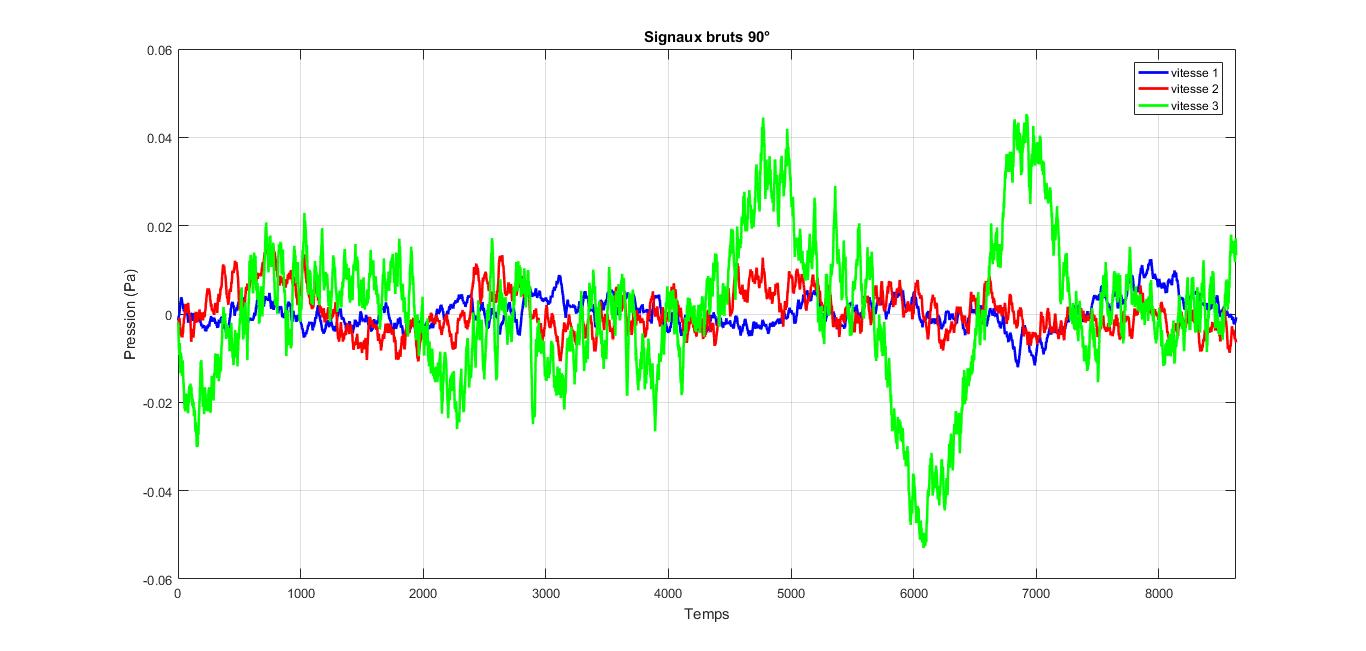 Signaux bruts 90°
vitesse 1
vitesse 2
vitesse 3
Pression (Pa)
0.06
0.04
0.02
0
-0.02
-0.04
-0.06
0 1000 2000 3000 4000 5000 6000 7000 8000
Temps